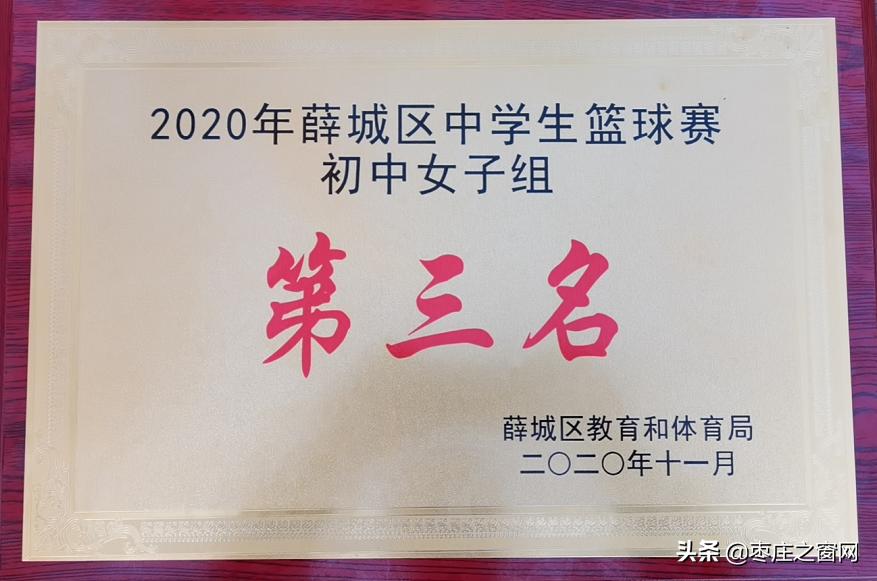 2020年薛城区中学生篮球赛
初中女子组
第三名
薛城区教育和体育局
二〇二〇年十一月
头条 @枣庄之窗网